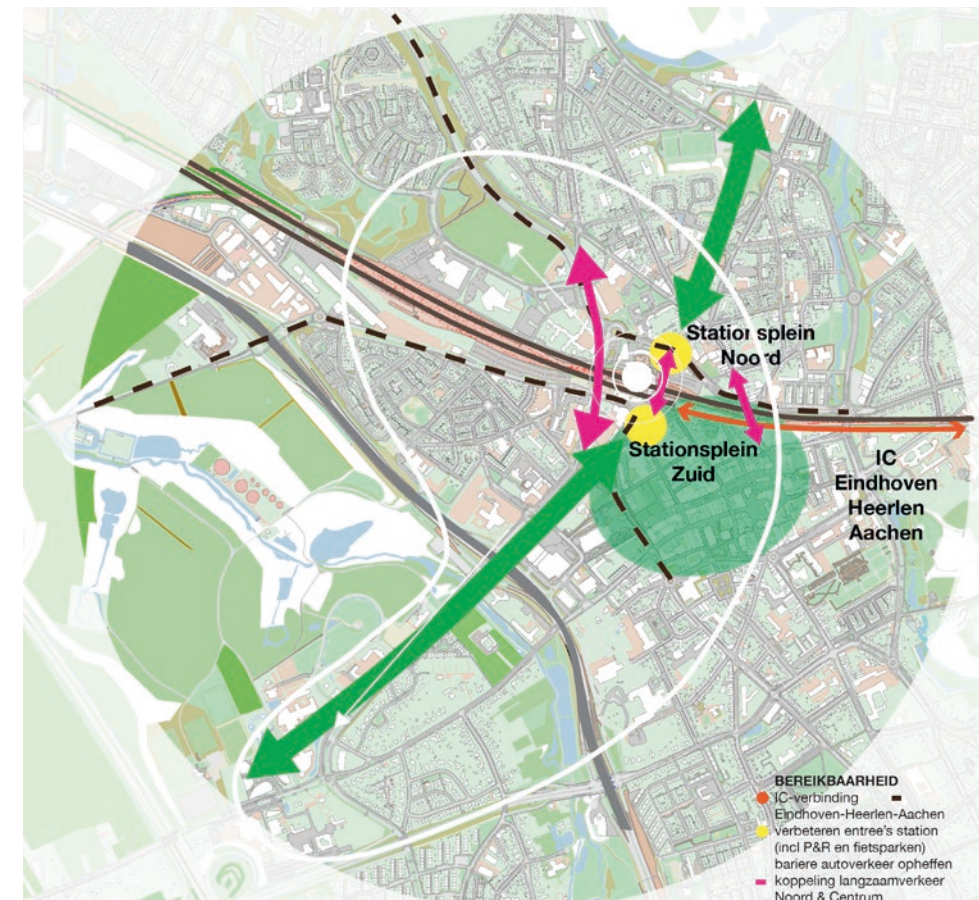 Stationsplein
Noord
Stationsplein
Zuid
IC
Eindhoven
Heerlen
Aachen
BEREIKBAARHEID
IC-verbinding
Eindhoven-Heerlen-Aachen
verbeteren entree's station
(incl P&R en fietsparken)
bariere autoverkeer opheffen
koppeling langzaamverkeer
Noord & Centrum